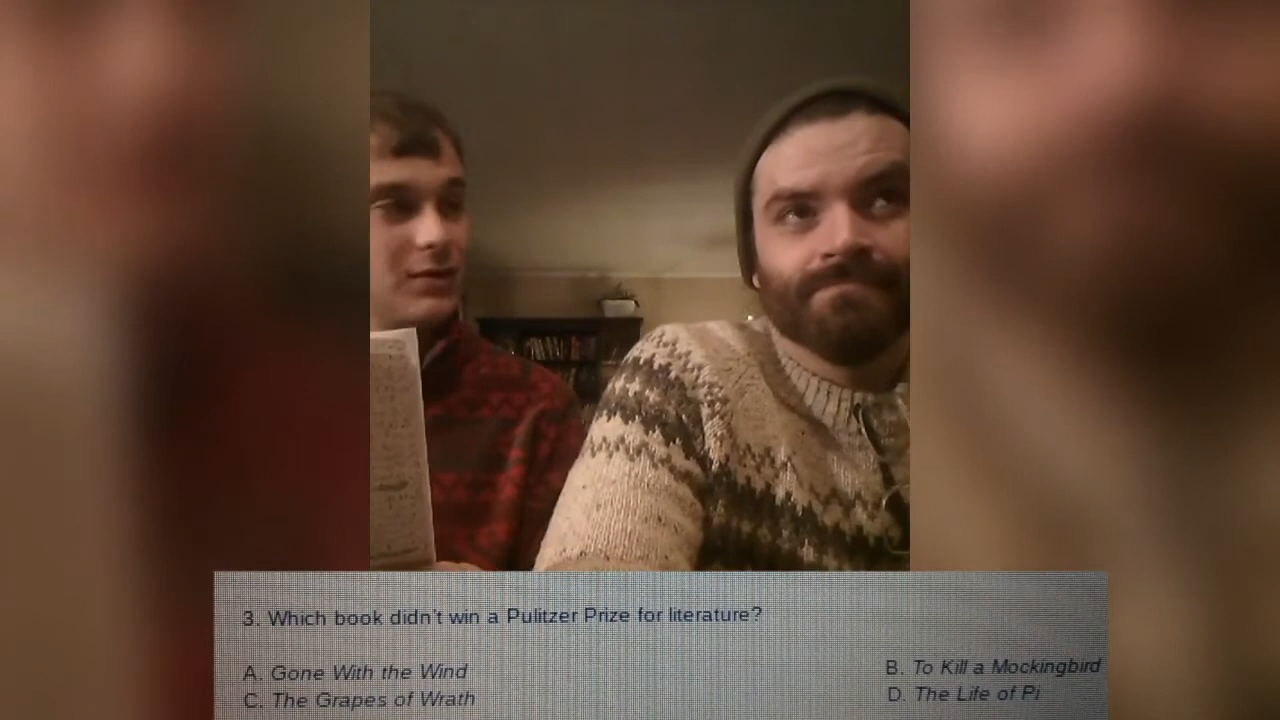 3. Which book didn't win a Pulitzer Prize for literature?
A. Gone With the Wind B. To Kill a Mockingbird
C. The Grapes of Wrath D. The Life of Pi